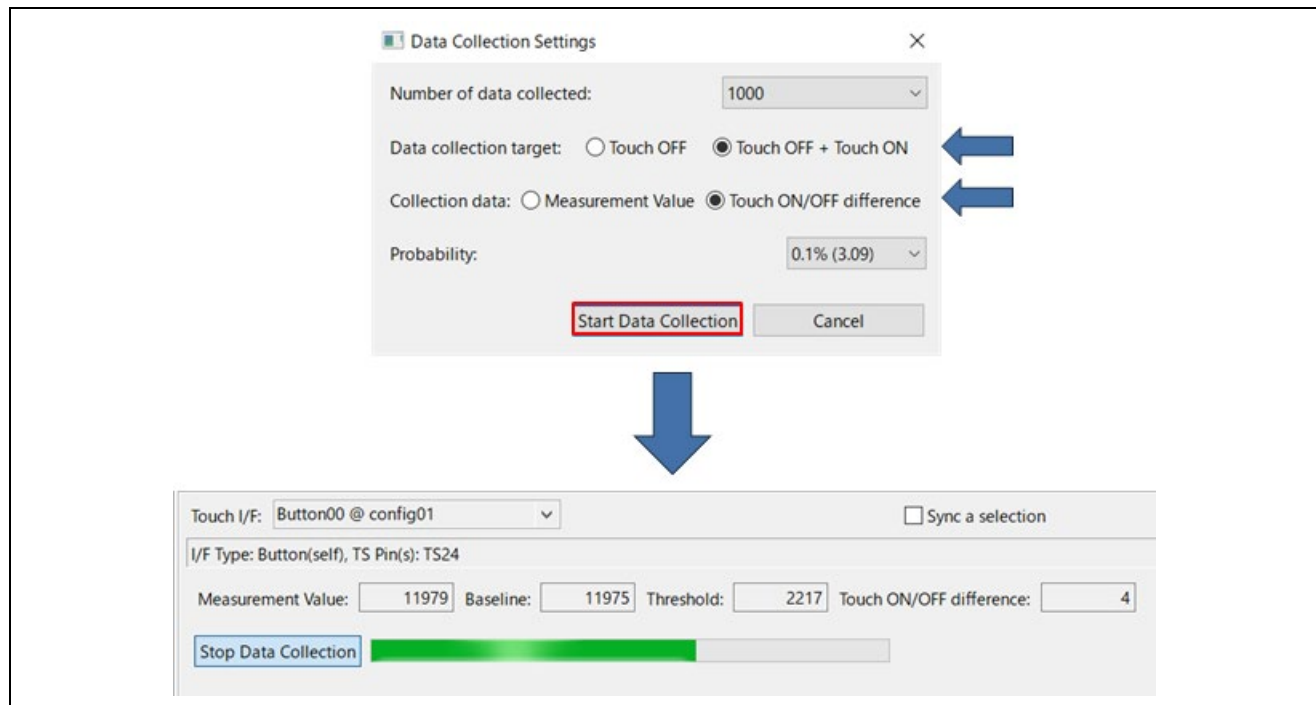 Data Collection Settings
Number of data collected: 1000
Data collection target: Touch OFF Touch OFF + Touch ON
Collection data: Measurement Value Touch ON/OFF difference
Probability: 0.1% (3.09)
Start Data Collection Cancel
Touch I/F: Button00 @ config01 Sync a selection
I/F Type: Button(self), TS Pin(s): TS24
Measurement Value: 11979 Baseline: 11975 Threshold: 2217 Touch ON/OFF difference: 4
Stop Data Collection